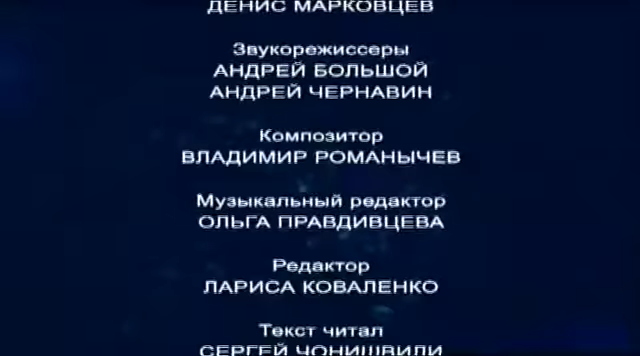 ДЕНИС МАРКОВЦЕВ
Звукорежиссеры
АНДРЕЙ БОЛЬШОЙ
АНДРЕЙ ЧЕРНАВИН
Композитор
ВЛАДИМИР РОМАНЫЧЕВ
Музыкальный редактор
ОЛЬГА ПРАВДИВЦЕВА
Редактор
ЛАРИСА КОВАЛЕНКО
Текст читал
СЕРГЕЙ ЧОНИШВИЛИ